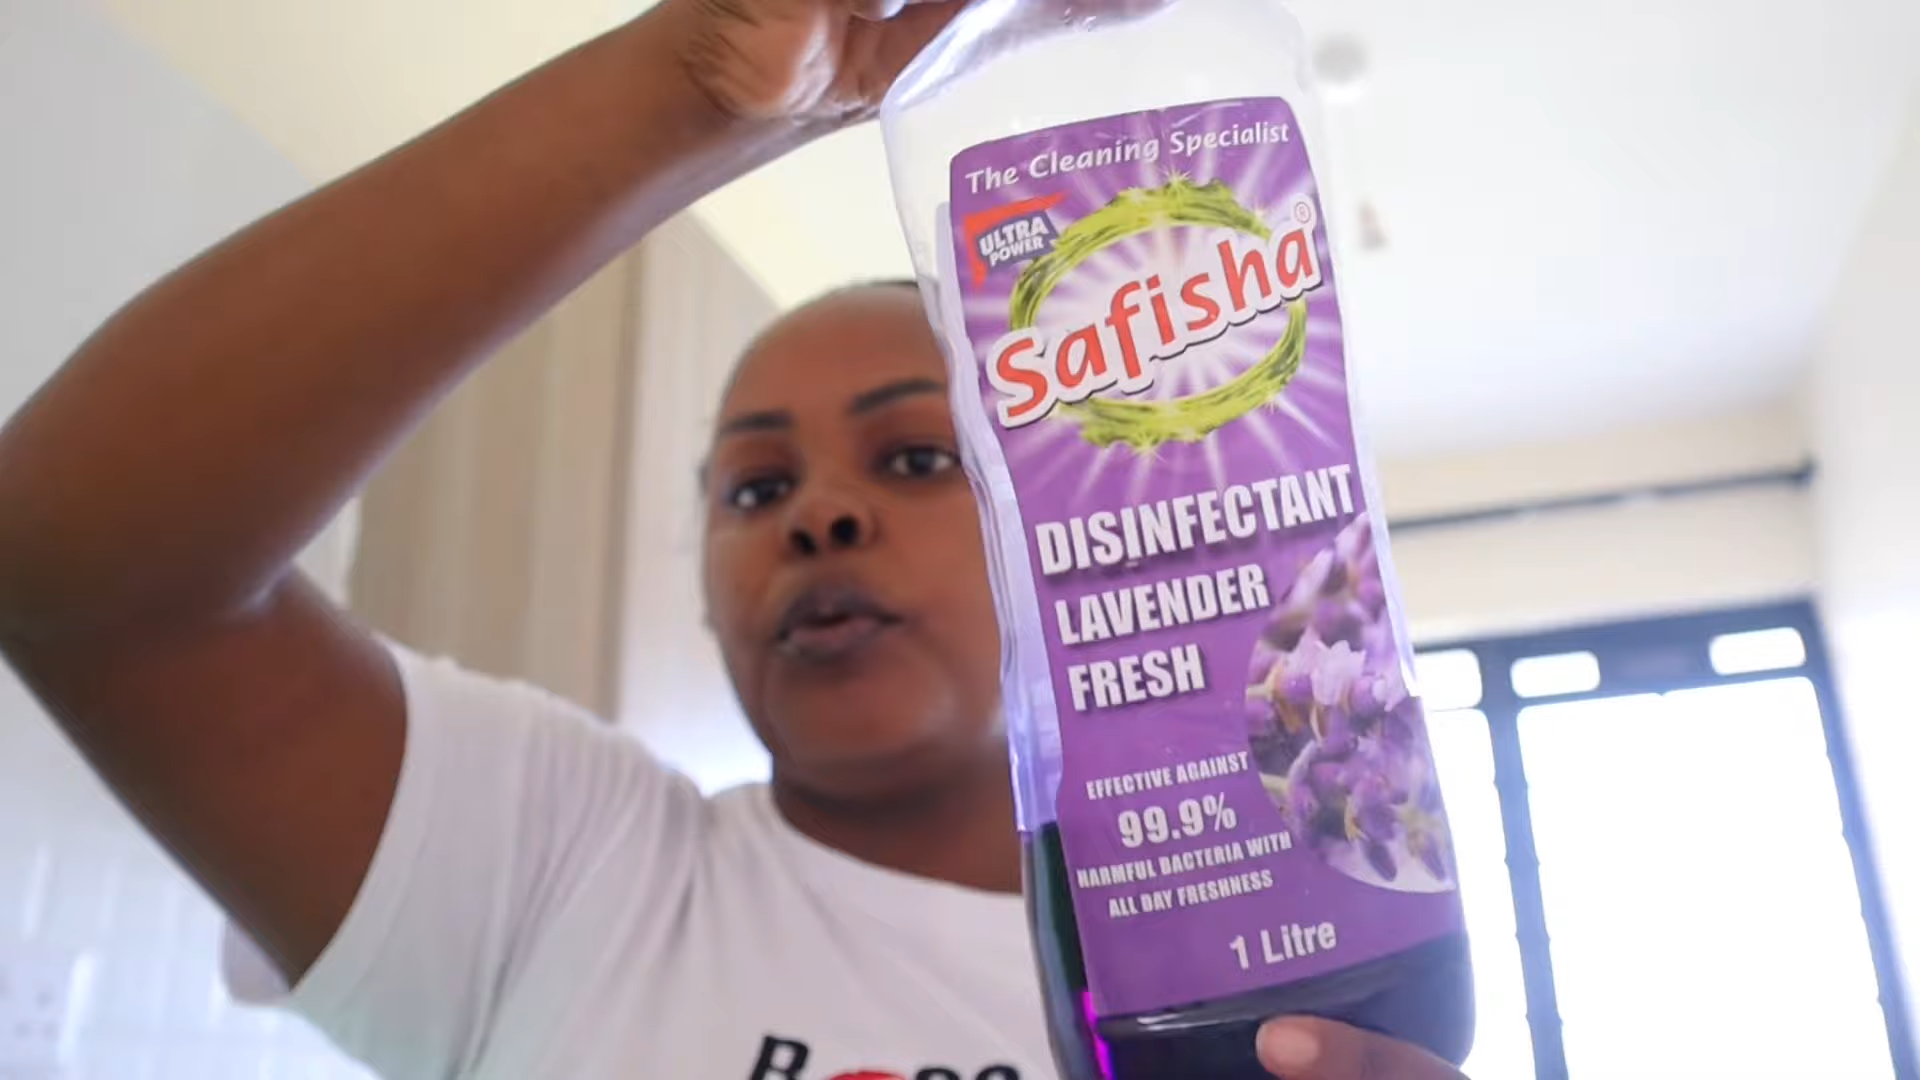 The Cleaning Specialist
ULTRA
POWER
Safisha®
DISINFECTANT
LAVENDER
FRESH
EFFECTIVE AGAINST
99.9%
HARMFUL BACTERIA WITH
ALL DAY FRESHNESS
1 Litre